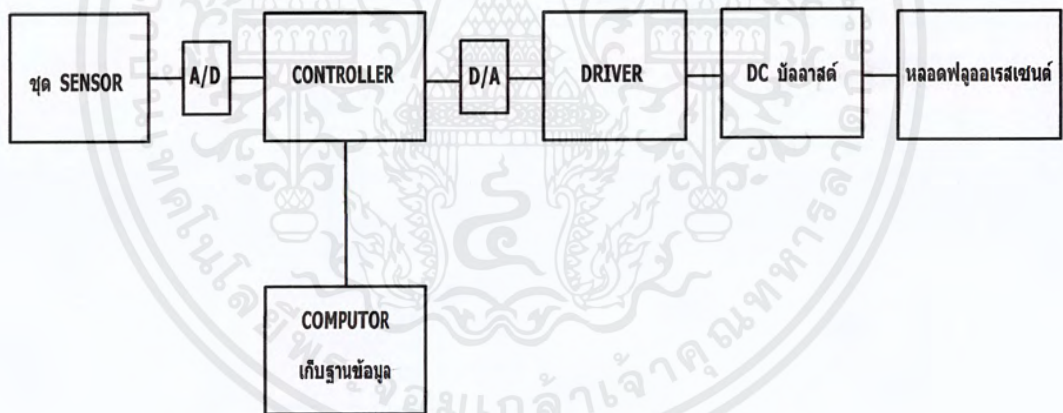 ชุด SENSOR
A/D
CONTROLLER
D/A
DRIVER
DC บัลลาสต์
หลอดฟลูออเรสเซนต์
COMPUTOR
เก็บฐานข้อมูล